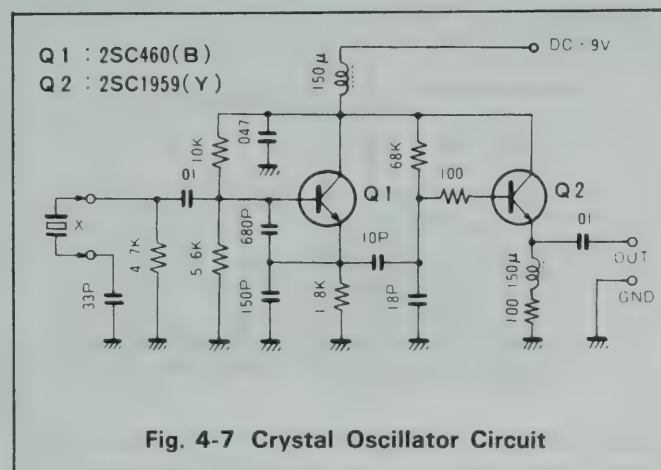 Q1 : 2SC460(B)
Q2 : 2SC1959(Y)
DC · 9V
150μ
047
10K
68K
01
Q1
100
Q2
X
4 7K
5 6K
680P
10P
01
OUT
150μ
33P
150P
1 8K
18P
100
GND
Fig. 4-7 Crystal Oscillator Circuit